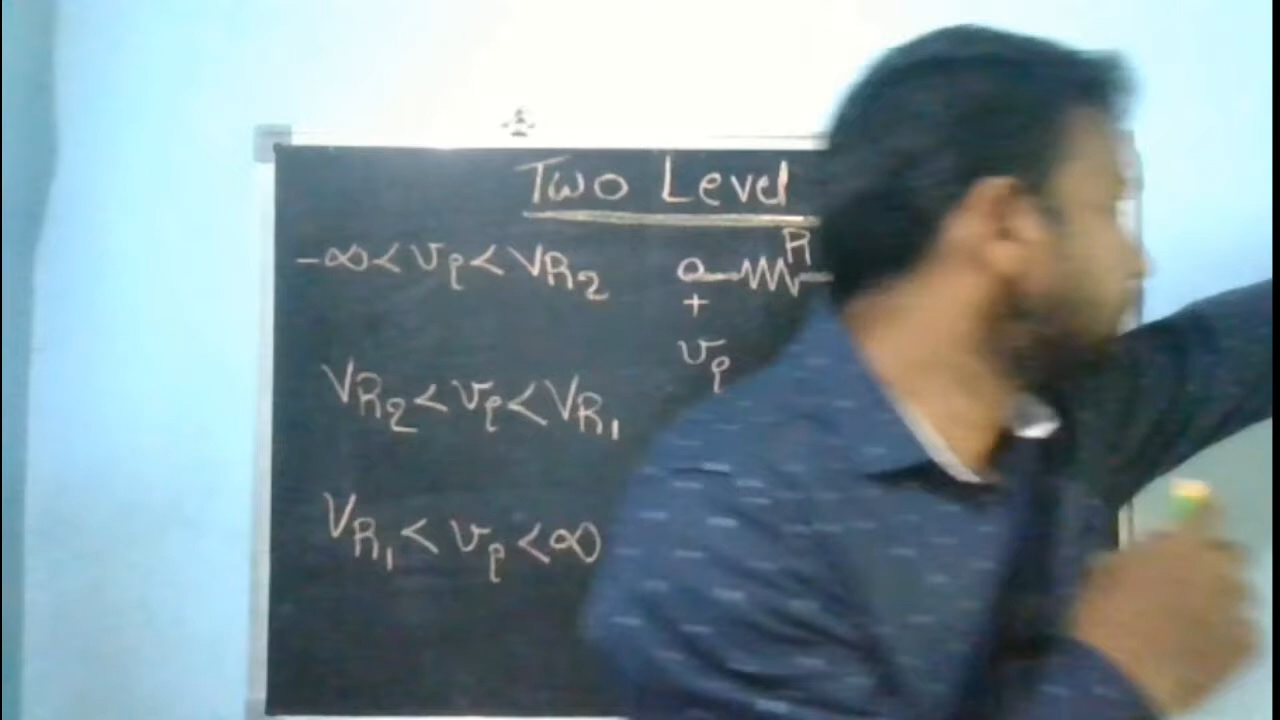 Two Level
-∞<vᵢ<VR₂
R
+
vᵢ
VR₂<vᵢ<VR₁
VR₁<vᵢ<∞